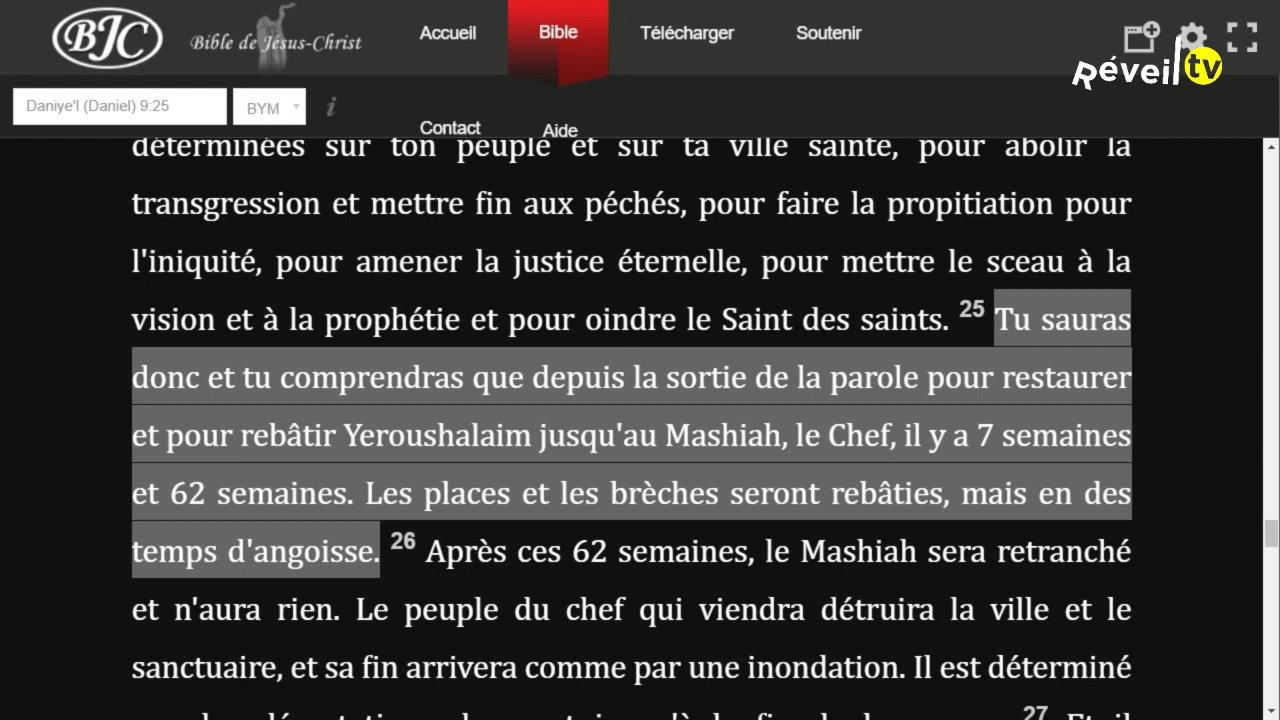 BJC Bible de Jésus-Christ Accueil Bible Télécharger Soutenir
Réveil tv
Daniye'l (Daniel) 9:25 BYM i
Contact Aide
déterminées sur ton peuple et sur ta ville sainte, pour abolir la
transgression et mettre fin aux péchés, pour faire la propitiation pour
l'iniquité, pour amener la justice éternelle, pour mettre le sceau à la
vision et à la prophétie et pour oindre le Saint des saints. 25 Tu sauras
donc et tu comprendras que depuis la sortie de la parole pour restaurer
et pour rebâtir Yeroushalaim jusqu'au Mashiah, le Chef, il y a 7 semaines
et 62 semaines. Les places et les brèches seront rebâties, mais en des
temps d'angoisse. 26 Après ces 62 semaines, le Mashiah sera retranché
et n'aura rien. Le peuple du chef qui viendra détruira la ville et le
sanctuaire, et sa fin arrivera comme par une inondation. Il est déterminé
27 Et il